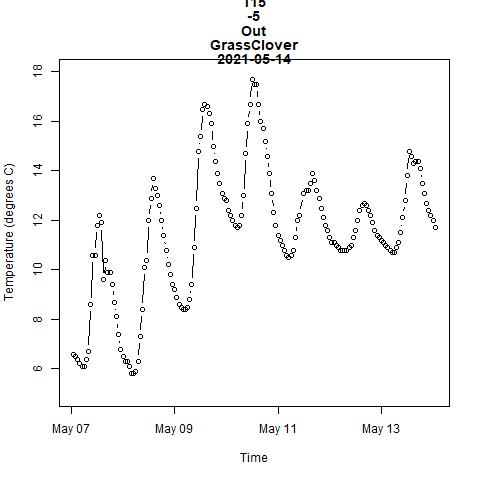 T15
-5
Out
GrassClover
2021-05-14
18
16
14
12
10
8
6
Temperature (degrees C)
May 07
May 09
May 11
May 13
Time